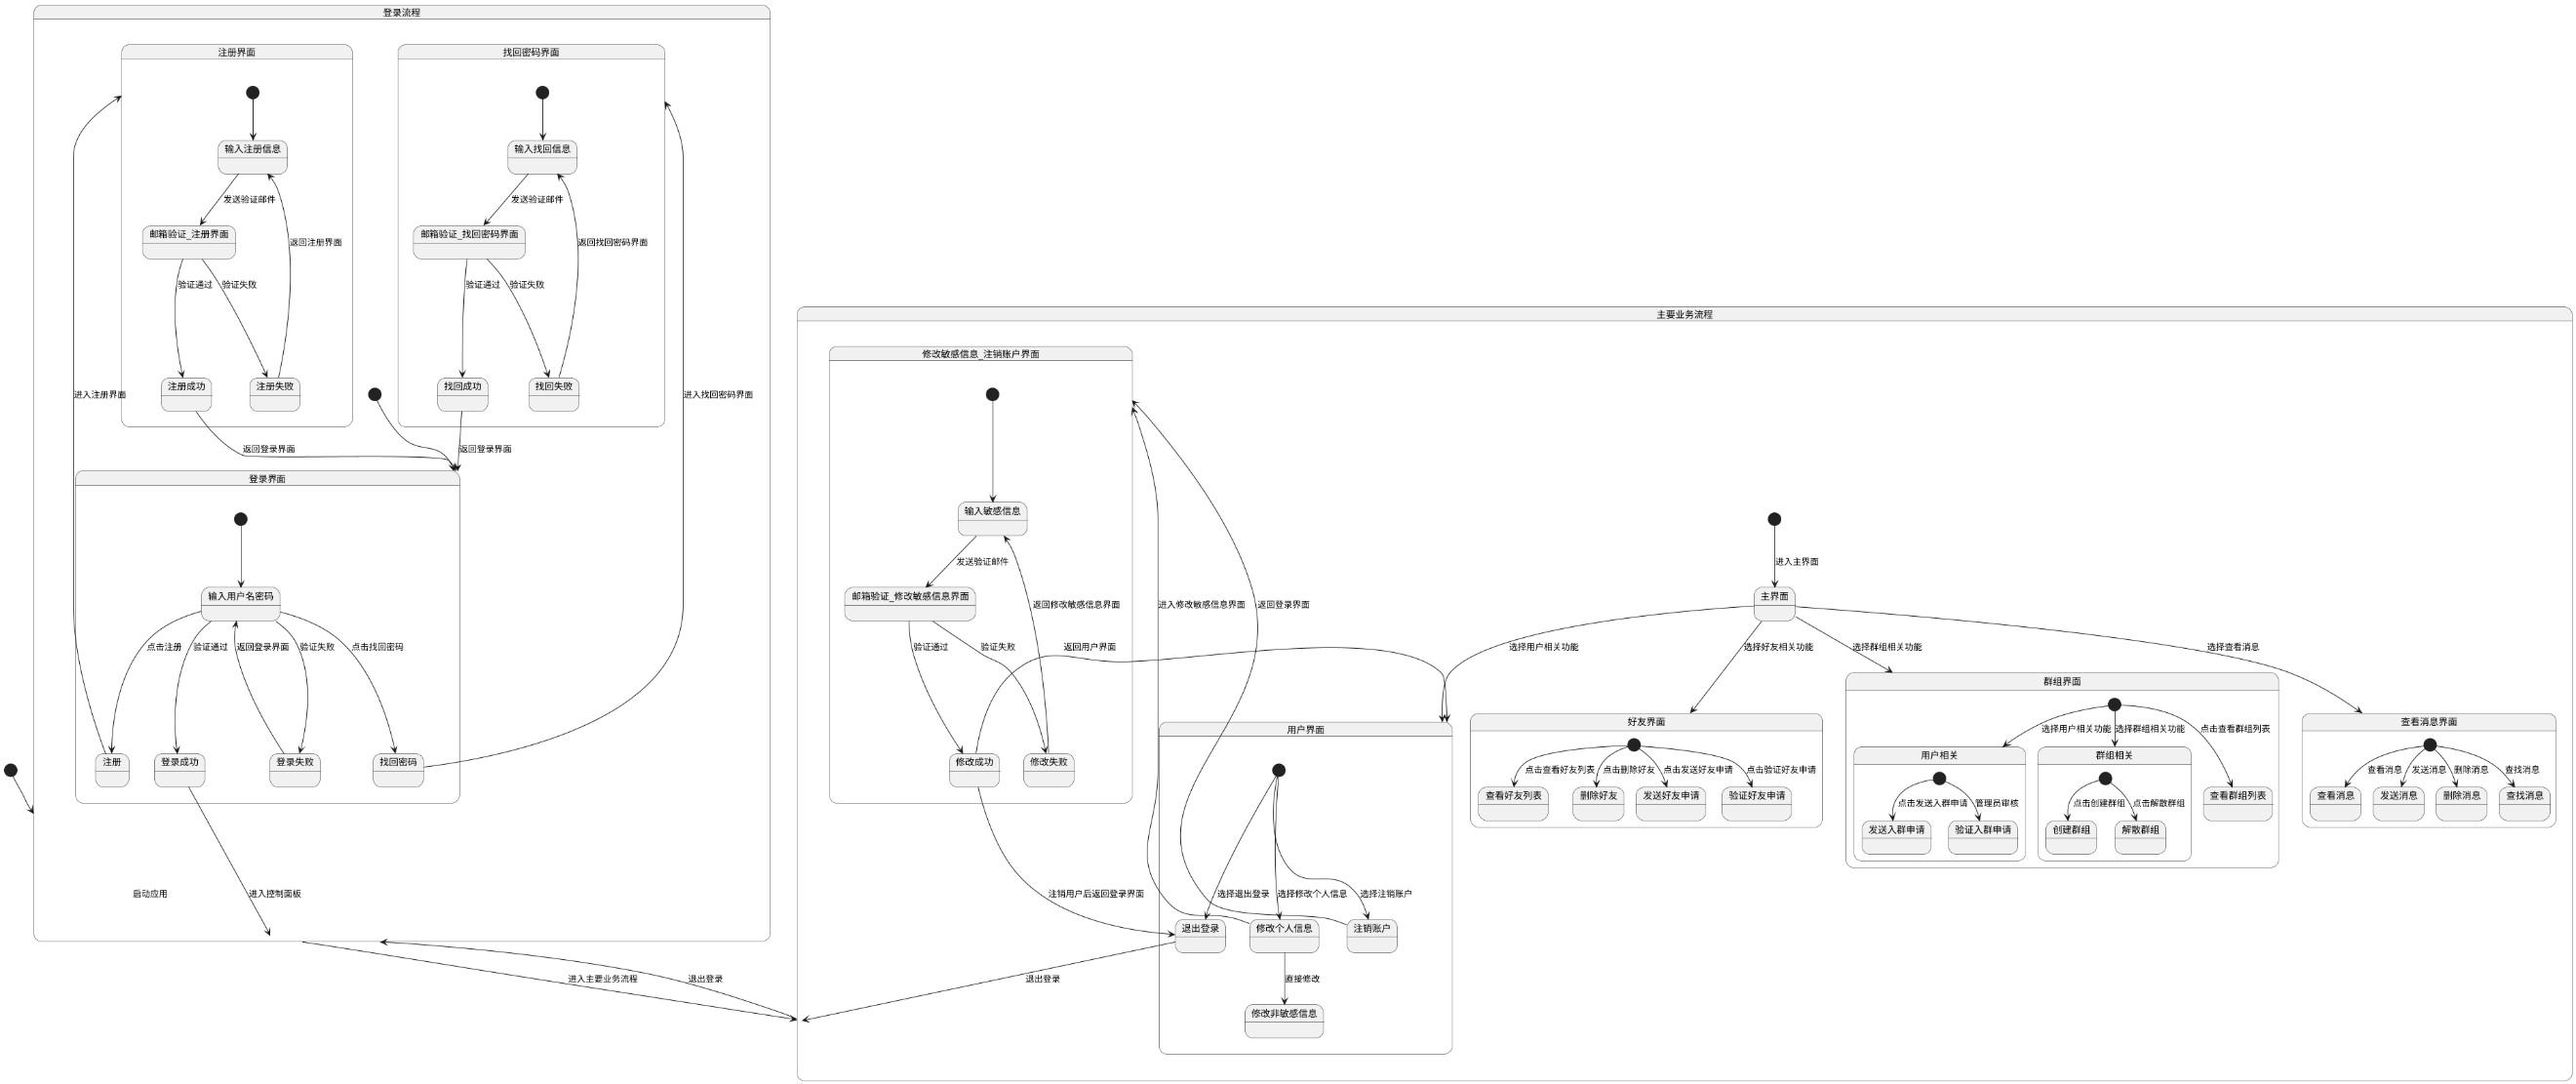 登录流程
注册界面
找回密码界面
输入注册信息
输入找回信息
发送验证邮件
发送验证邮件
邮箱验证_注册界面
邮箱验证_找回密码界面
返回注册界面
返回找回密码界面
验证通过
验证失败
验证通过
验证失败
注册成功
注册失败
找回成功
找回失败
进入注册界面
进入找回密码界面
返回登录界面
返回登录界面
登录界面
输入用户名密码
点击注册
验证通过
返回登录界面
验证失败
点击找回密码
注册
登录成功
登录失败
找回密码
启动应用
进入控制面板
进入主要业务流程
退出登录
主要业务流程
修改敏感信息_注销账户界面
输入敏感信息
发送验证邮件
邮箱验证_修改敏感信息界面
返回修改敏感信息界面
进入修改敏感信息界面
返回登录界面
验证通过
验证失败
返回用户界面
修改成功
修改失败
注销用户后返回登录界面
退出登录
进入主界面
主界面
选择用户相关功能
选择好友相关功能
选择群组相关功能
选择查看消息
用户界面
选择退出登录
选择修改个人信息
选择注销账户
退出登录
修改个人信息
注销账户
直接修改
修改非敏感信息
好友界面
点击查看好友列表
点击删除好友
点击发送好友申请
点击验证好友申请
查看好友列表
删除好友
发送好友申请
验证好友申请
群组界面
选择用户相关功能
选择群组相关功能
点击查看群组列表
用户相关
群组相关
点击发送入群申请
管理员审核
点击创建群组
点击解散群组
发送入群申请
验证入群申请
创建群组
解散群组
查看群组列表
查看消息界面
查看消息
发送消息
删除消息
查找消息
查看消息
发送消息
删除消息
查找消息